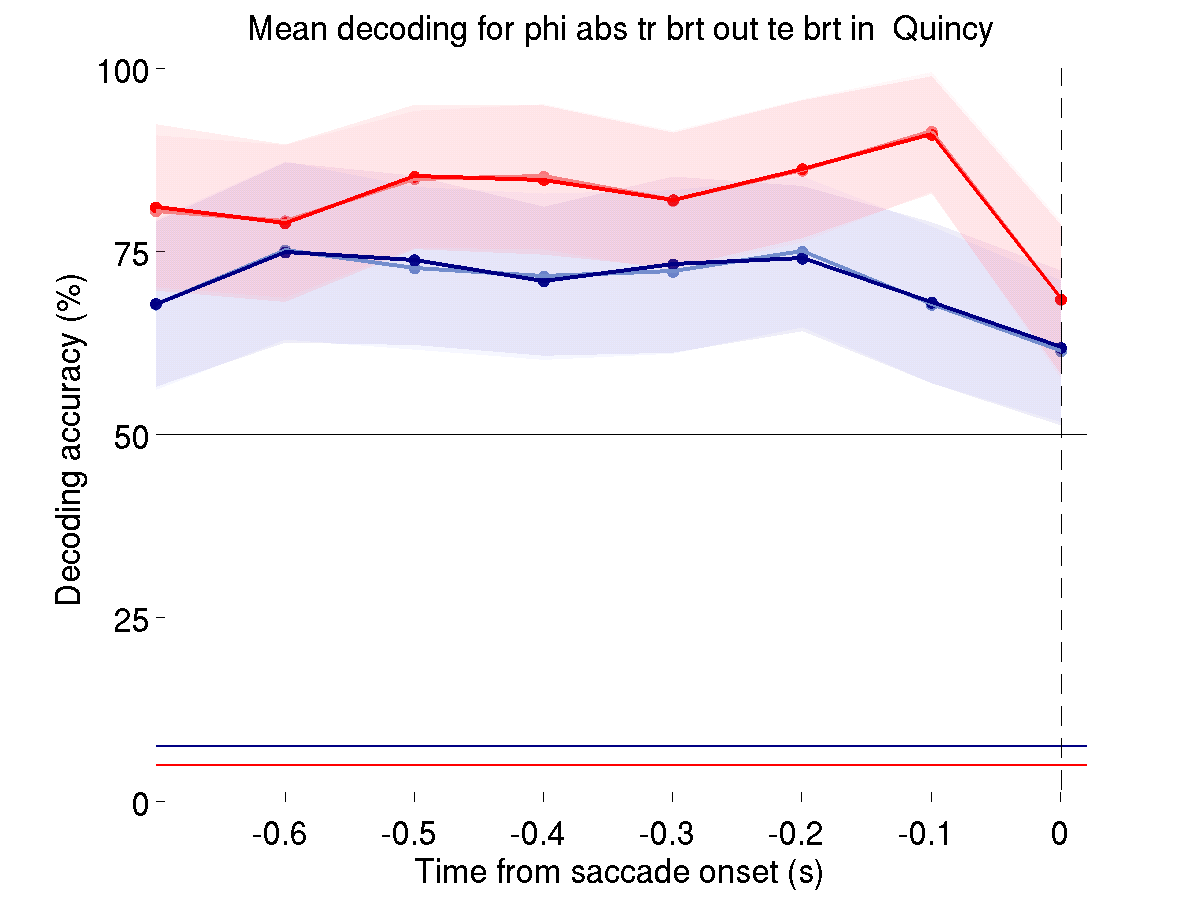 Mean decoding for phi abs tr brt out te brt in  Quincy
100
75
50
25
0
Decoding accuracy (%)
-0.6 -0.5 -0.4 -0.3 -0.2 -0.1 0
Time from saccade onset (s)